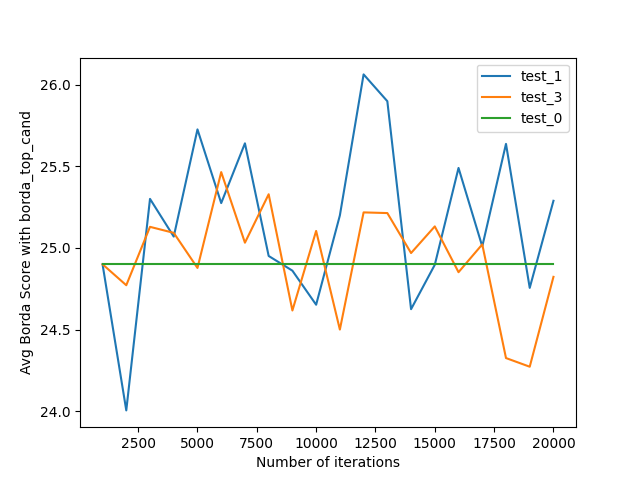 test_1
test_3
test_0
Avg Borda Score with borda_top_cand
26.0
25.5
25.0
24.5
24.0
2500 5000 7500 10000 12500 15000 17500 20000
Number of iterations